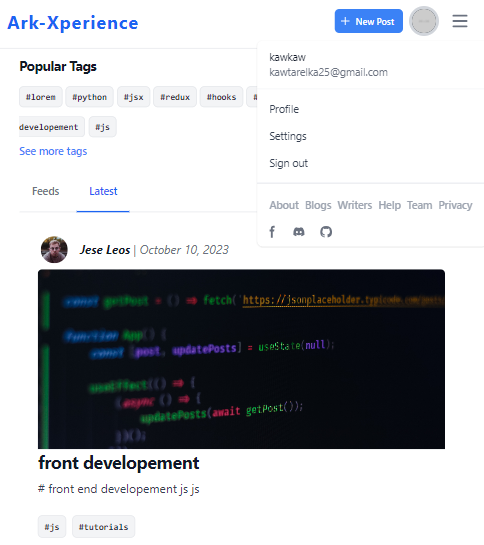 Ark-Xperience
+ New Post
kawkaw
kawtarelka25@gmail.com
Profile
Settings
Sign out
About Blogs Writers Help Team Privacy
Popular Tags
#lorem #python #jsx #redux #hooks #
developement #js
See more tags
Feeds Latest
Jese Leos | October 10, 2023
const getPost = () => fetch(`https://jsonplaceholder.typicode.com/posts
function App() {
const [post, updatePosts] = useState(null);
useEffect(() => {
(async () => {
updatePosts(await getPost());
})();
front developement
# front end developement js js
#js #tutorials